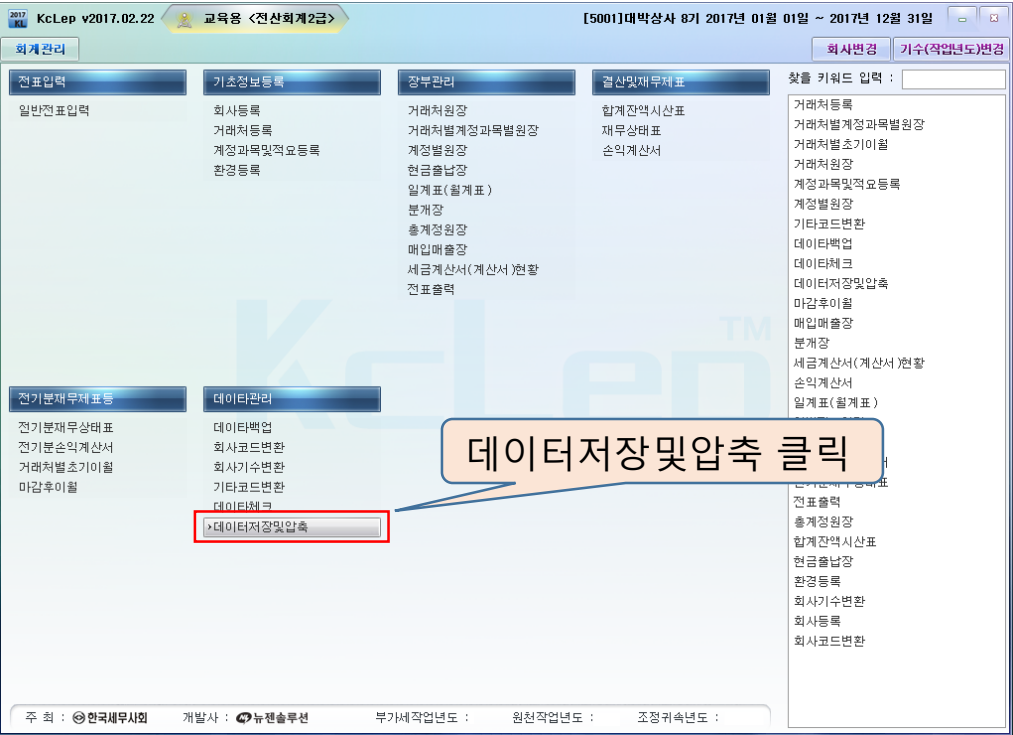 2017 KL KcLep v2017.02.22 교육용 <전산회계2급> [5001]대박상사 8기 2017년 01월 01일 ~ 2017년 12월 31일
회계관리 회사변경 기수(작업년도)변경
전표입력
일반전표입력
기초정보등록
회사등록
거래처등록
계정과목및적요등록
환경등록
장부관리
거래처원장
거래처별계정과목별원장
계정별원장
현금출납장
일계표(월계표)
분개장
총계정원장
매입매출장
세금계산서(계산서)현황
전표출력
결산및재무제표
합계잔액시산표
재무상태표
손익계산서
전기분재무제표등
전기분재무상태표
전기분손익계산서
거래처별초기이월
마감후이월
데이타관리
데이타백업
회사코드변환
회사기수변환
기타코드변환
데이타체크
›데이터저장및압축
데이터저장및압축 클릭
KcLep TM
찾을 키워드 입력 :
거래처등록
거래처별계정과목별원장
거래처별초기이월
거래처원장
계정과목및적요등록
계정별원장
기타코드변환
데이타백업
데이타체크
데이터저장및압축
마감후이월
매입매출장
분개장
세금계산서(계산서)현황
손익계산서
일계표(월계표)
전표출력
총계정원장
합계잔액시산표
현금출납장
환경등록
회사기수변환
회사등록
회사코드변환
주 최 : 한국세무사회 개발사 : 뉴젠솔루션 부가세작업년도 : 원천작업년도 : 조정귀속년도 :